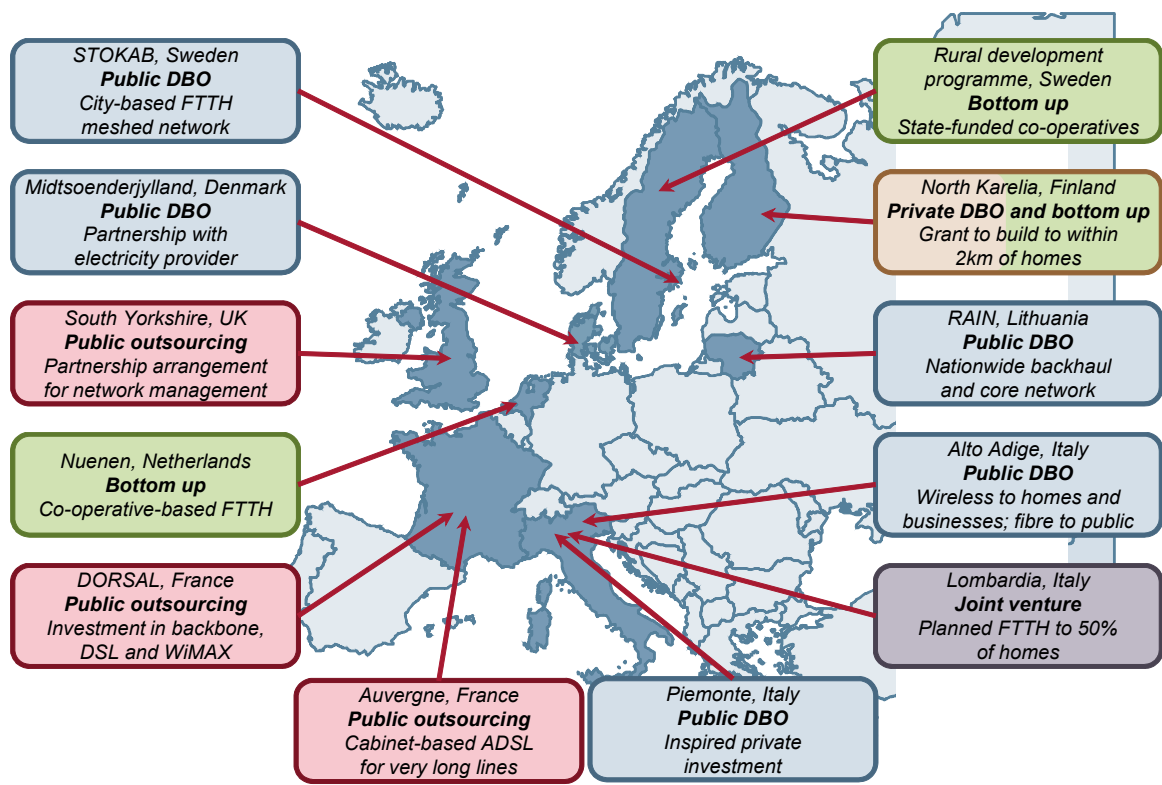 STOKAB, Sweden
Public DBO
City-based FTTH
meshed network
Midtsoenderjylland, Denmark
Public DBO
Partnership with
electricity provider
South Yorkshire, UK
Public outsourcing
Partnership arrangement
for network management
Nuenen, Netherlands
Bottom up
Co-operative-based FTTH
DORSAL, France
Public outsourcing
Investment in backbone,
DSL and WiMAX
Auvergne, France
Public outsourcing
Cabinet-based ADSL
for very long lines
Piemonte, Italy
Public DBO
Inspired private
investment
Rural development
programme, Sweden
Bottom up
State-funded co-operatives
North Karelia, Finland
Private DBO and bottom up
Grant to build to within
2km of homes
RAIN, Lithuania
Public DBO
Nationwide backhaul
and core network
Alto Adige, Italy
Public DBO
Wireless to homes and
businesses; fibre to public
Lombardia, Italy
Joint venture
Planned FTTH to 50%
of homes